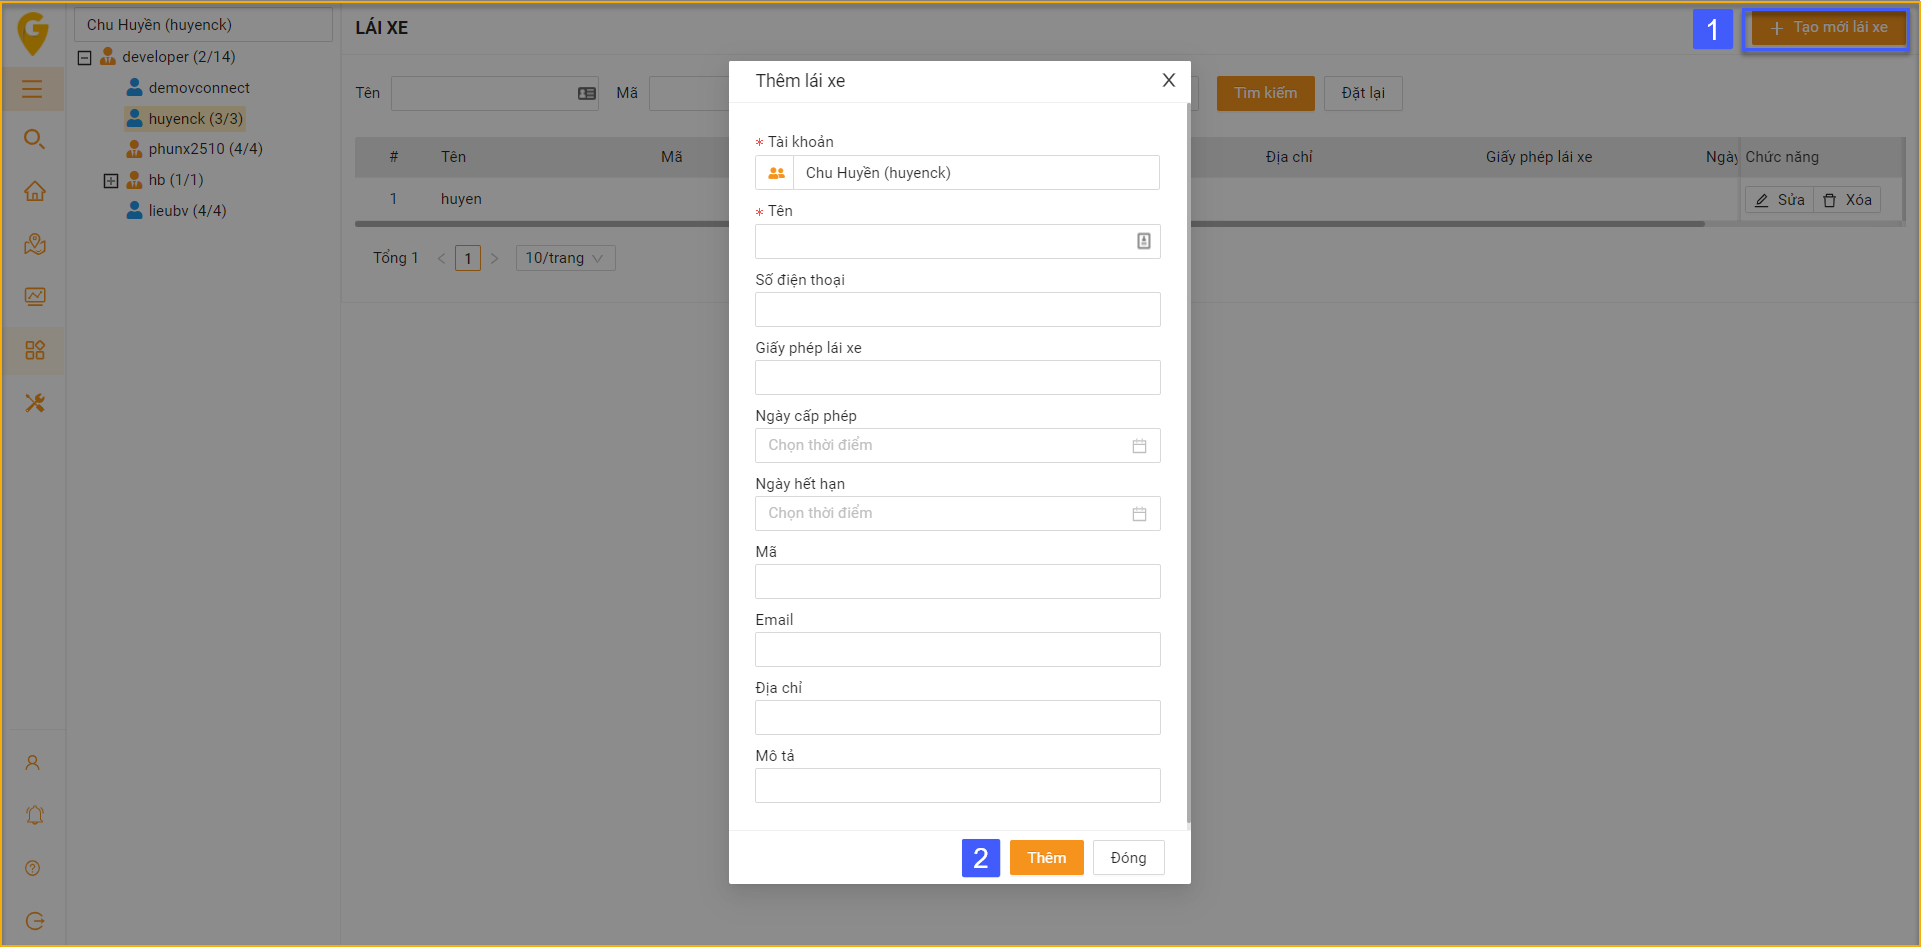 Chu Huyền (huyenck)
developer (2/14)
demovconnect
huyenck (3/3)
phunx2510 (4/4)
hb (1/1)
lieubv (4/4)
LÁI XE
1
Tạo mới lái xe
Tên
Mã
Tìm kiếm
Đặt lại
# Tên Mã Địa chỉ Giấy phép lái xe Ngày Chức năng
1 huyen Sửa Xóa
Tổng 1 < 1 > 10/trang
Thêm lái xe X
* Tài khoản
Chu Huyền (huyenck)
* Tên
Số điện thoại
Giấy phép lái xe
Ngày cấp phép
Chọn thời điểm
Ngày hết hạn
Chọn thời điểm
Mã
Email
Địa chỉ
Mô tả
2
Thêm
Đóng